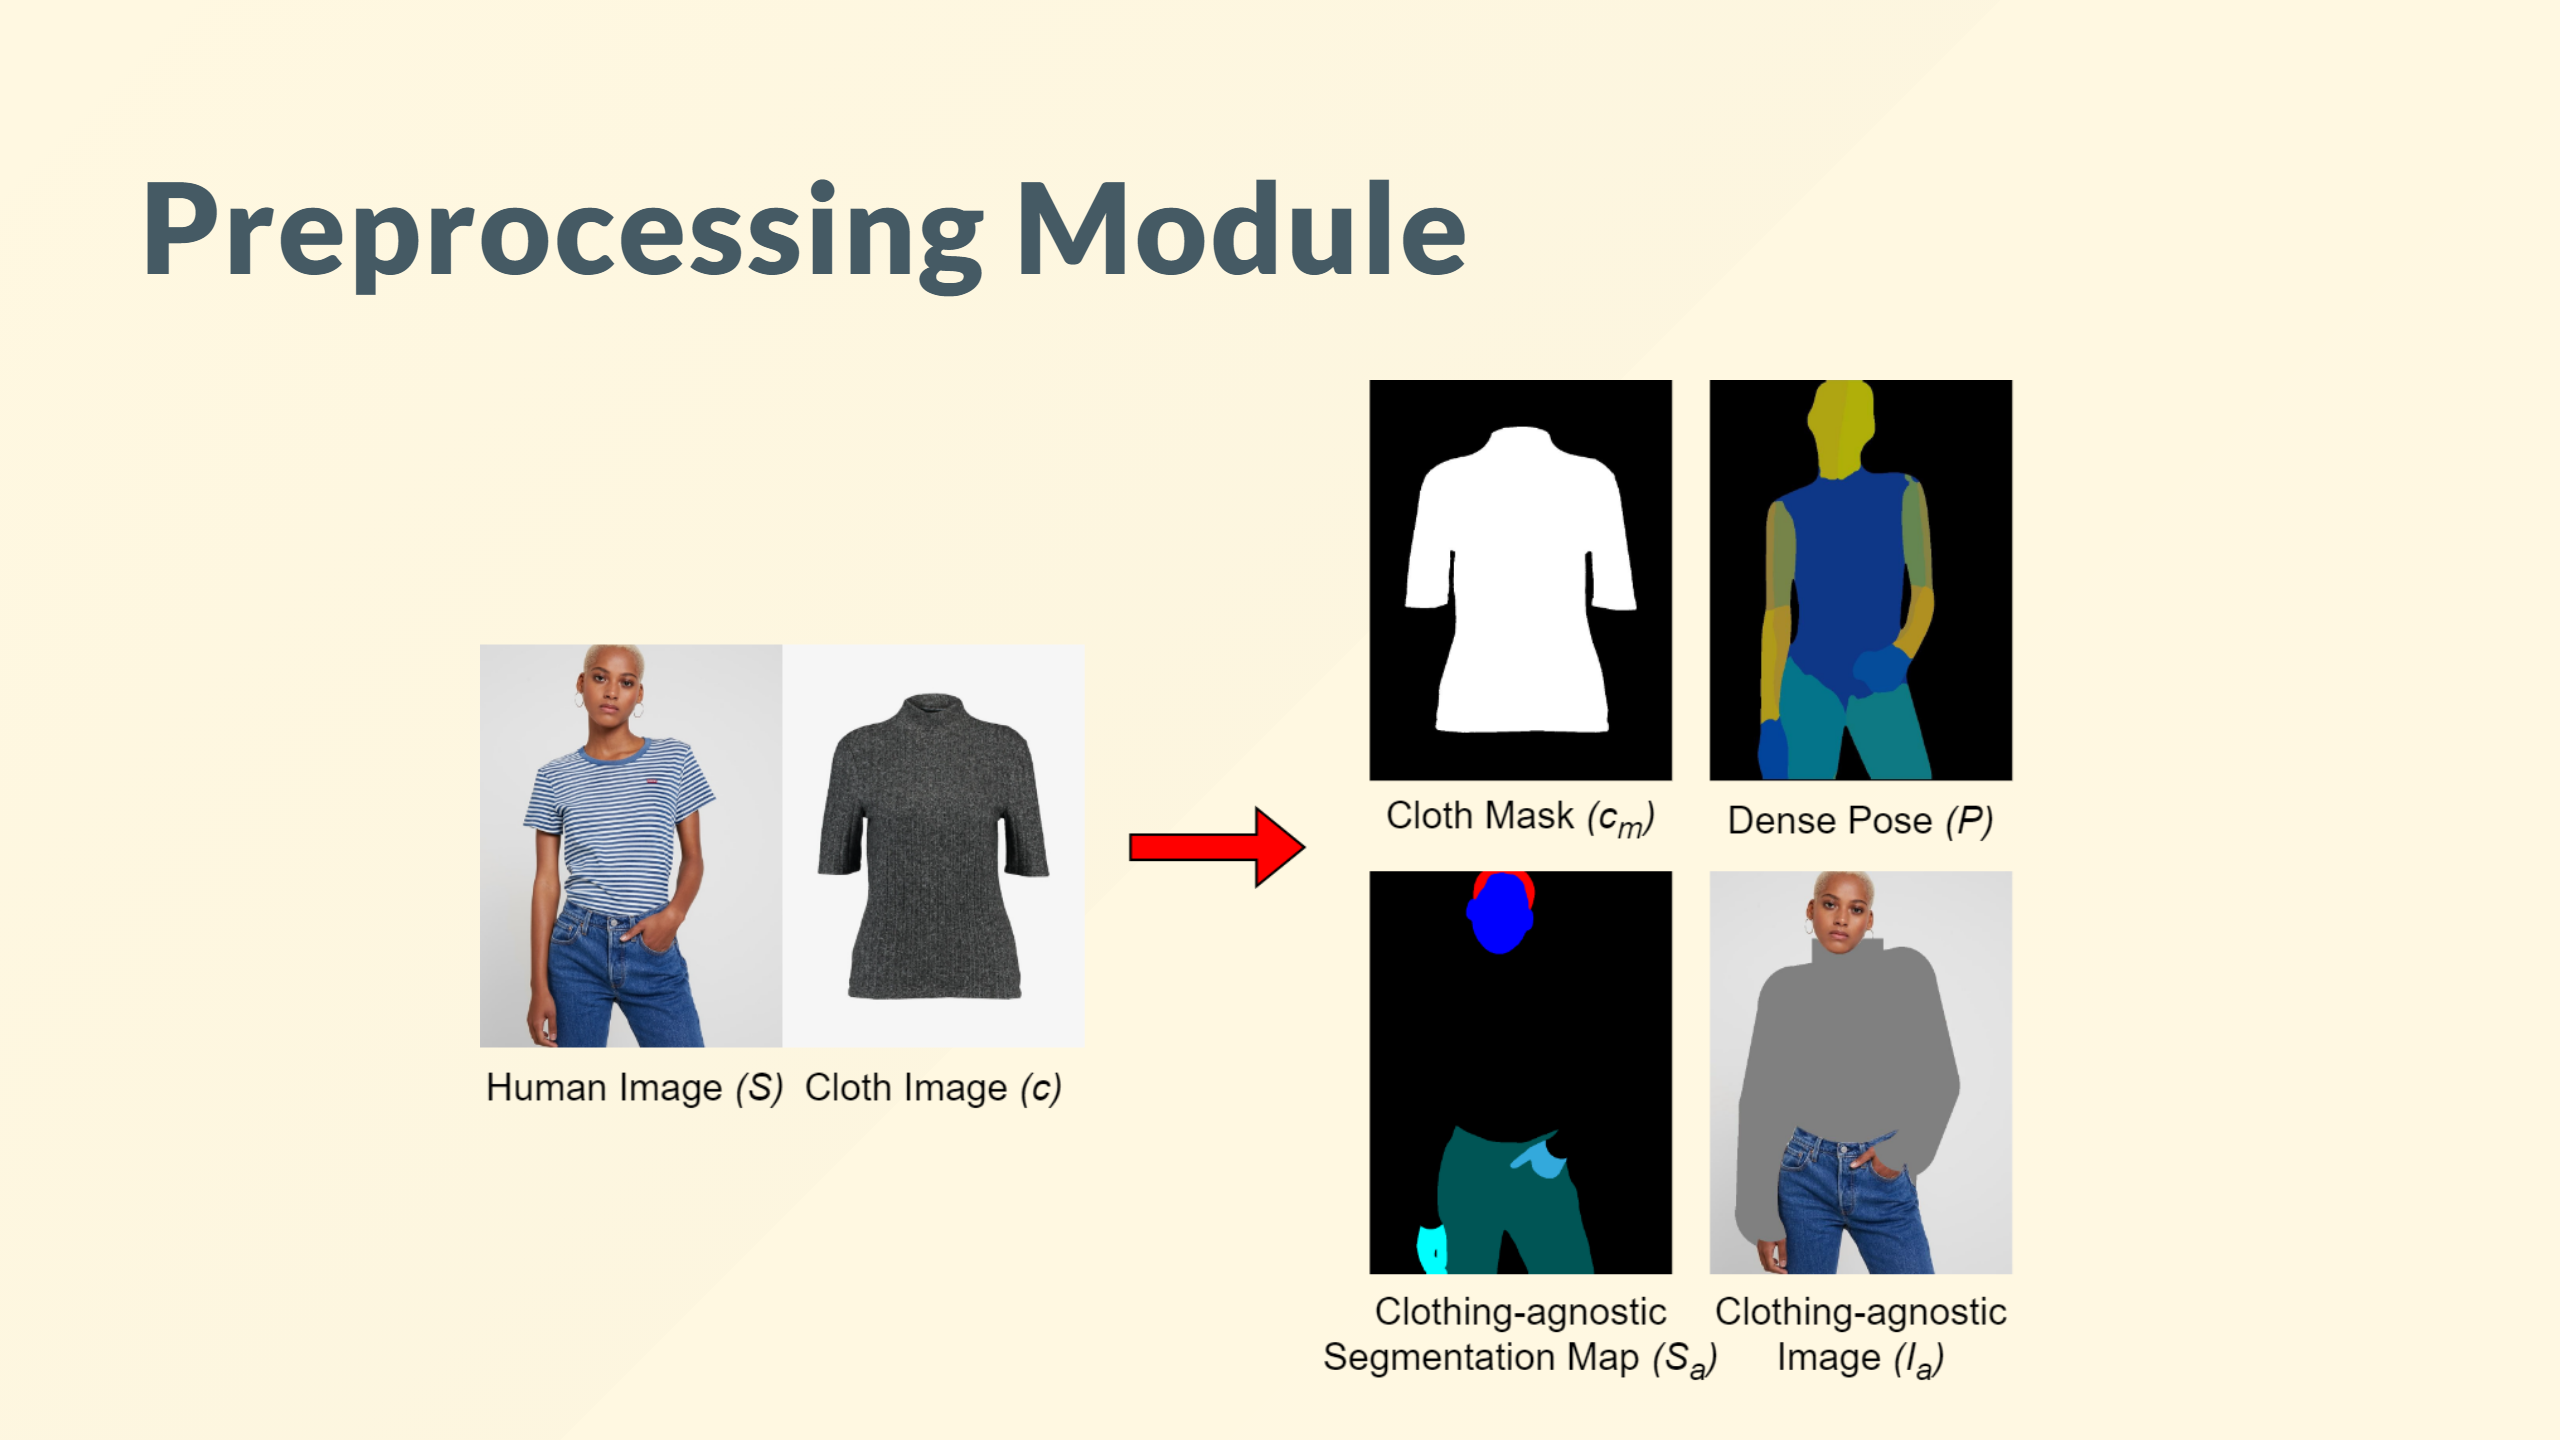 Preprocessing Module
Human Image (S) Cloth Image (c)
Cloth Mask (cm) Dense Pose (P)
Clothing-agnostic
Segmentation Map (Sa)
Clothing-agnostic
Image (Ia)